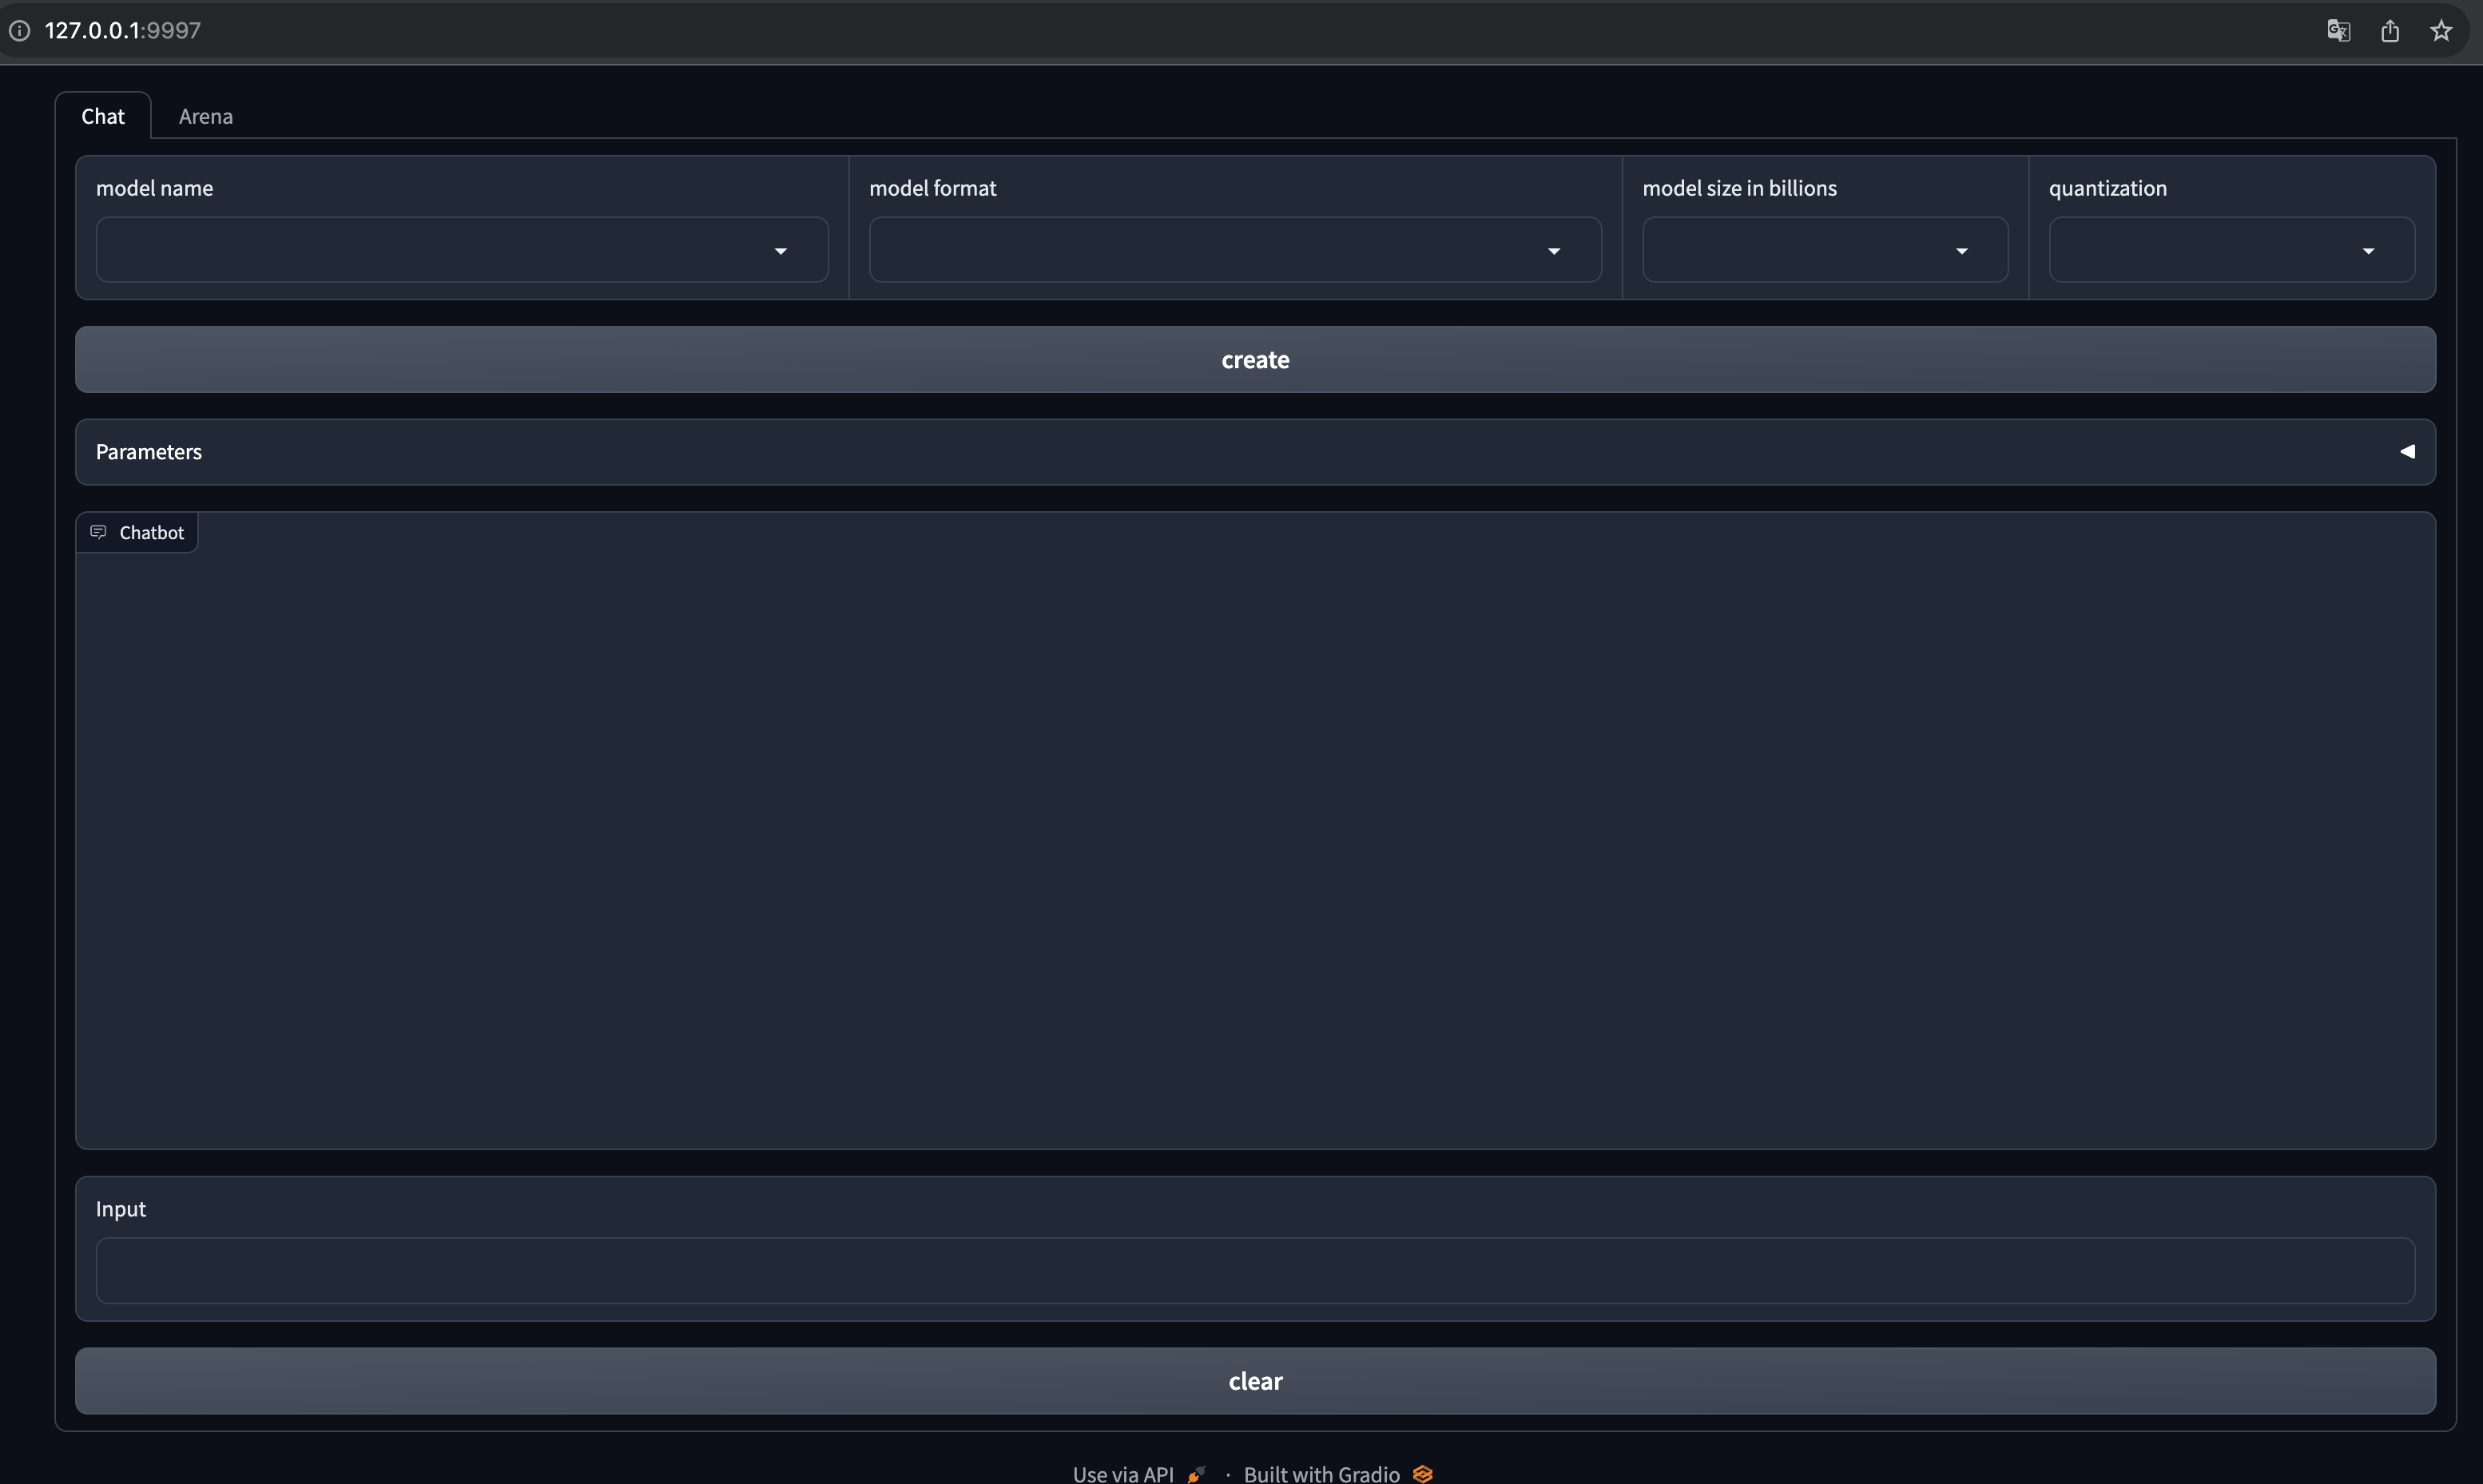 127.0.0.1:9997
Chat Arena
model name model format model size in billions quantization
create
Parameters
Chatbot
Input
clear
Use via API · Built with Gradio